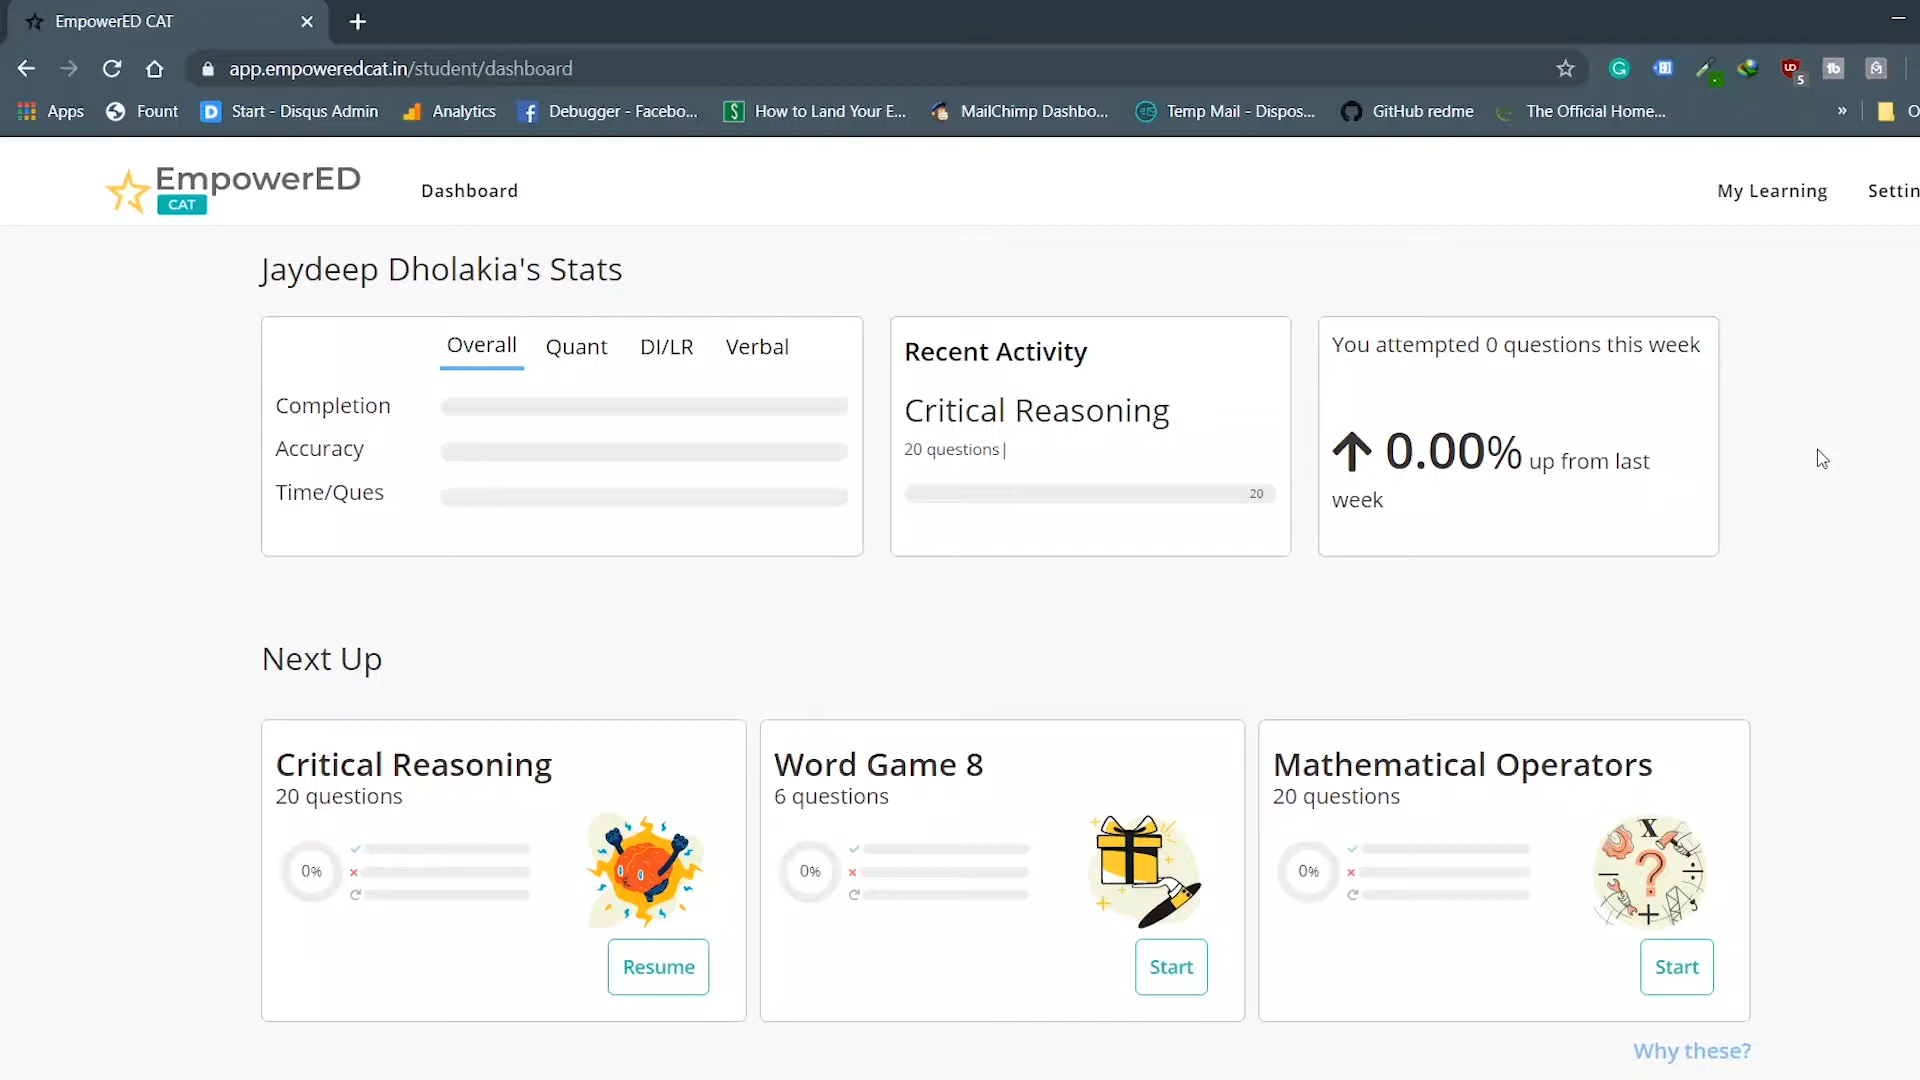 EmpowerED CAT
app.empoweredcat.in/student/dashboard
5
Apps
Fount
Start - Disqus Admin
Analytics
Debugger - Facebo...
How to Land Your E...
MailChimp Dashbo...
Temp Mail - Dispos...
GitHub redme
The Official Home...
»
O
EmpowerED
CAT
Dashboard
My Learning
Settin
Jaydeep Dholakia's Stats
Overall Quant DI/LR Verbal
Completion
Accuracy
Time/Ques
Recent Activity
Critical Reasoning
20 questions|
20
You attempted 0 questions this week
0.00% up from last
week
Next Up
Critical Reasoning
20 questions
0%
Resume
Word Game 8
6 questions
0%
Start
Mathematical Operators
20 questions
0%
Start
Why these?